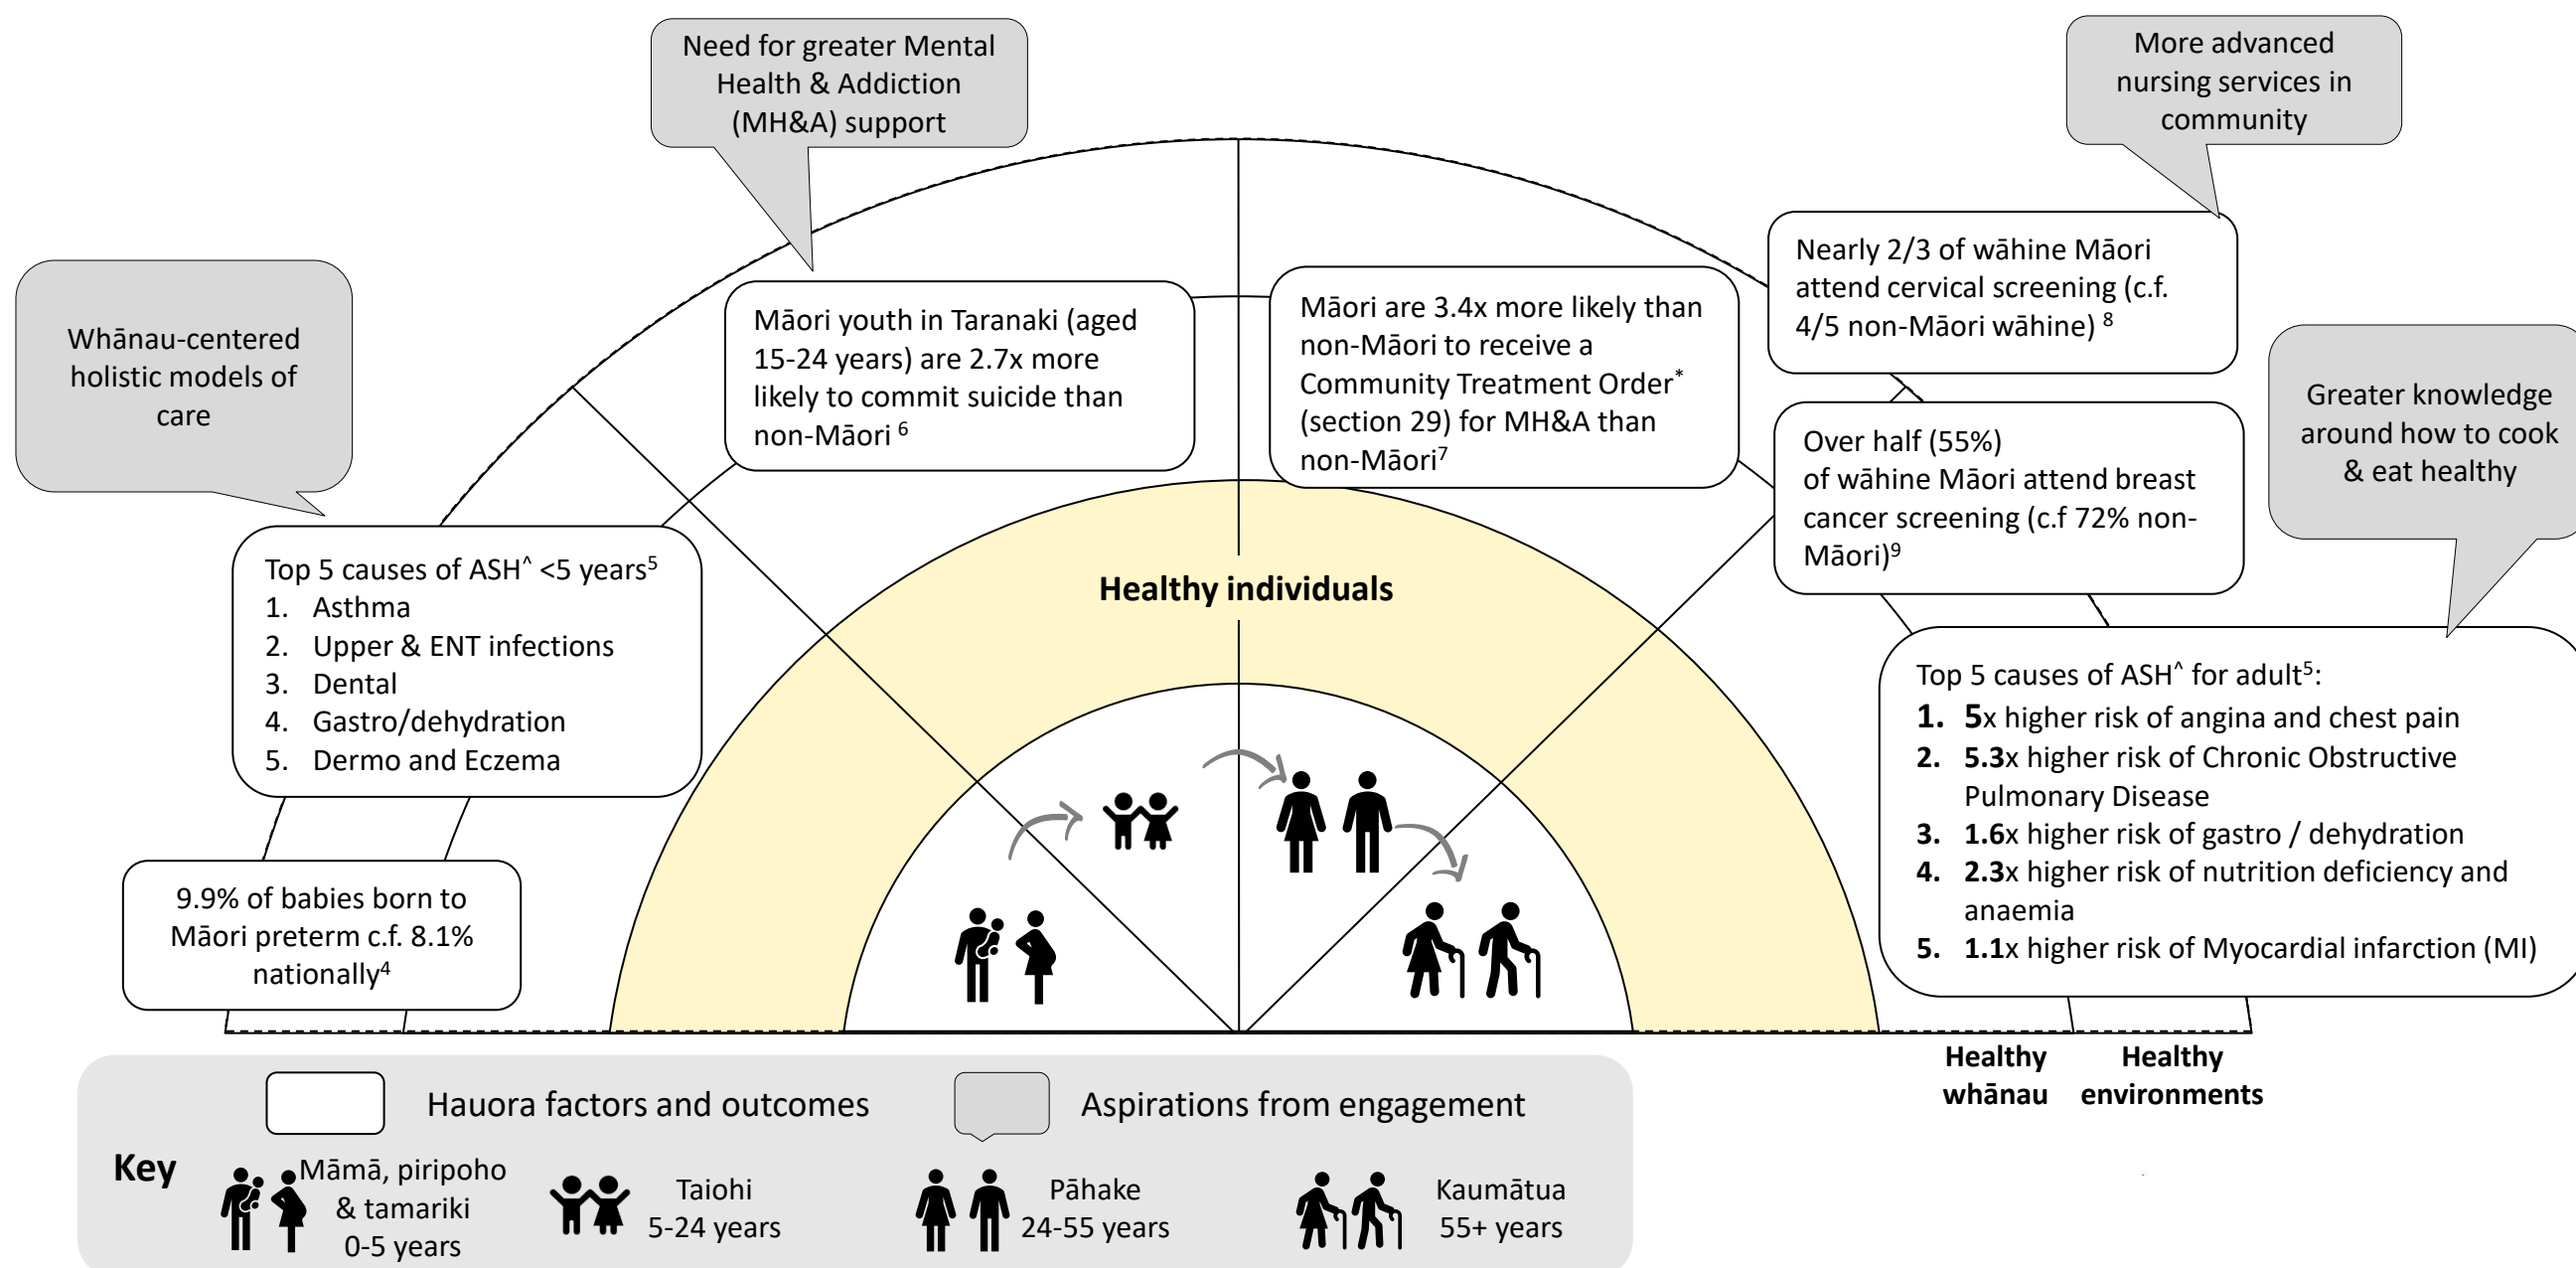 Need for greater Mental
Health & Addiction
(MH&A) support
More advanced
nursing services in
community
Whānau-centered
holistic models of
care
Māori youth in Taranaki (aged
15-24 years) are 2.7x more
likely to commit suicide than
non-Māori 6
Māori are 3.4x more likely than
non-Māori to receive a
Community Treatment Order*
(section 29) for MH&A than
non-Māori7
Nearly 2/3 of wāhine Māori
attend cervical screening (c.f.
4/5 non-Māori wāhine) 8
Over half (55%)
of wāhine Māori attend breast
cancer screening (c.f 72% non-
Māori)9
Greater knowledge
around how to cook
& eat healthy
Top 5 causes of ASH^ <5 years5
1. Asthma
2. Upper & ENT infections
3. Dental
4. Gastro/dehydration
5. Dermo and Eczema
Healthy individuals
Top 5 causes of ASH^ for adult5:
1. 5x higher risk of angina and chest pain
2. 5.3x higher risk of Chronic Obstructive
Pulmonary Disease
3. 1.6x higher risk of gastro / dehydration
4. 2.3x higher risk of nutrition deficiency and
anaemia
5. 1.1x higher risk of Myocardial infarction (MI)
9.9% of babies born to
Māori preterm c.f. 8.1%
nationally4
Healthy
whānau
Healthy
environments
Hauora factors and outcomes
Aspirations from engagement
Key
Māmā, piripoho
& tamariki
0-5 years
Taiohi
5-24 years
Pāhake
24-55 years
Kaumātua
55+ years